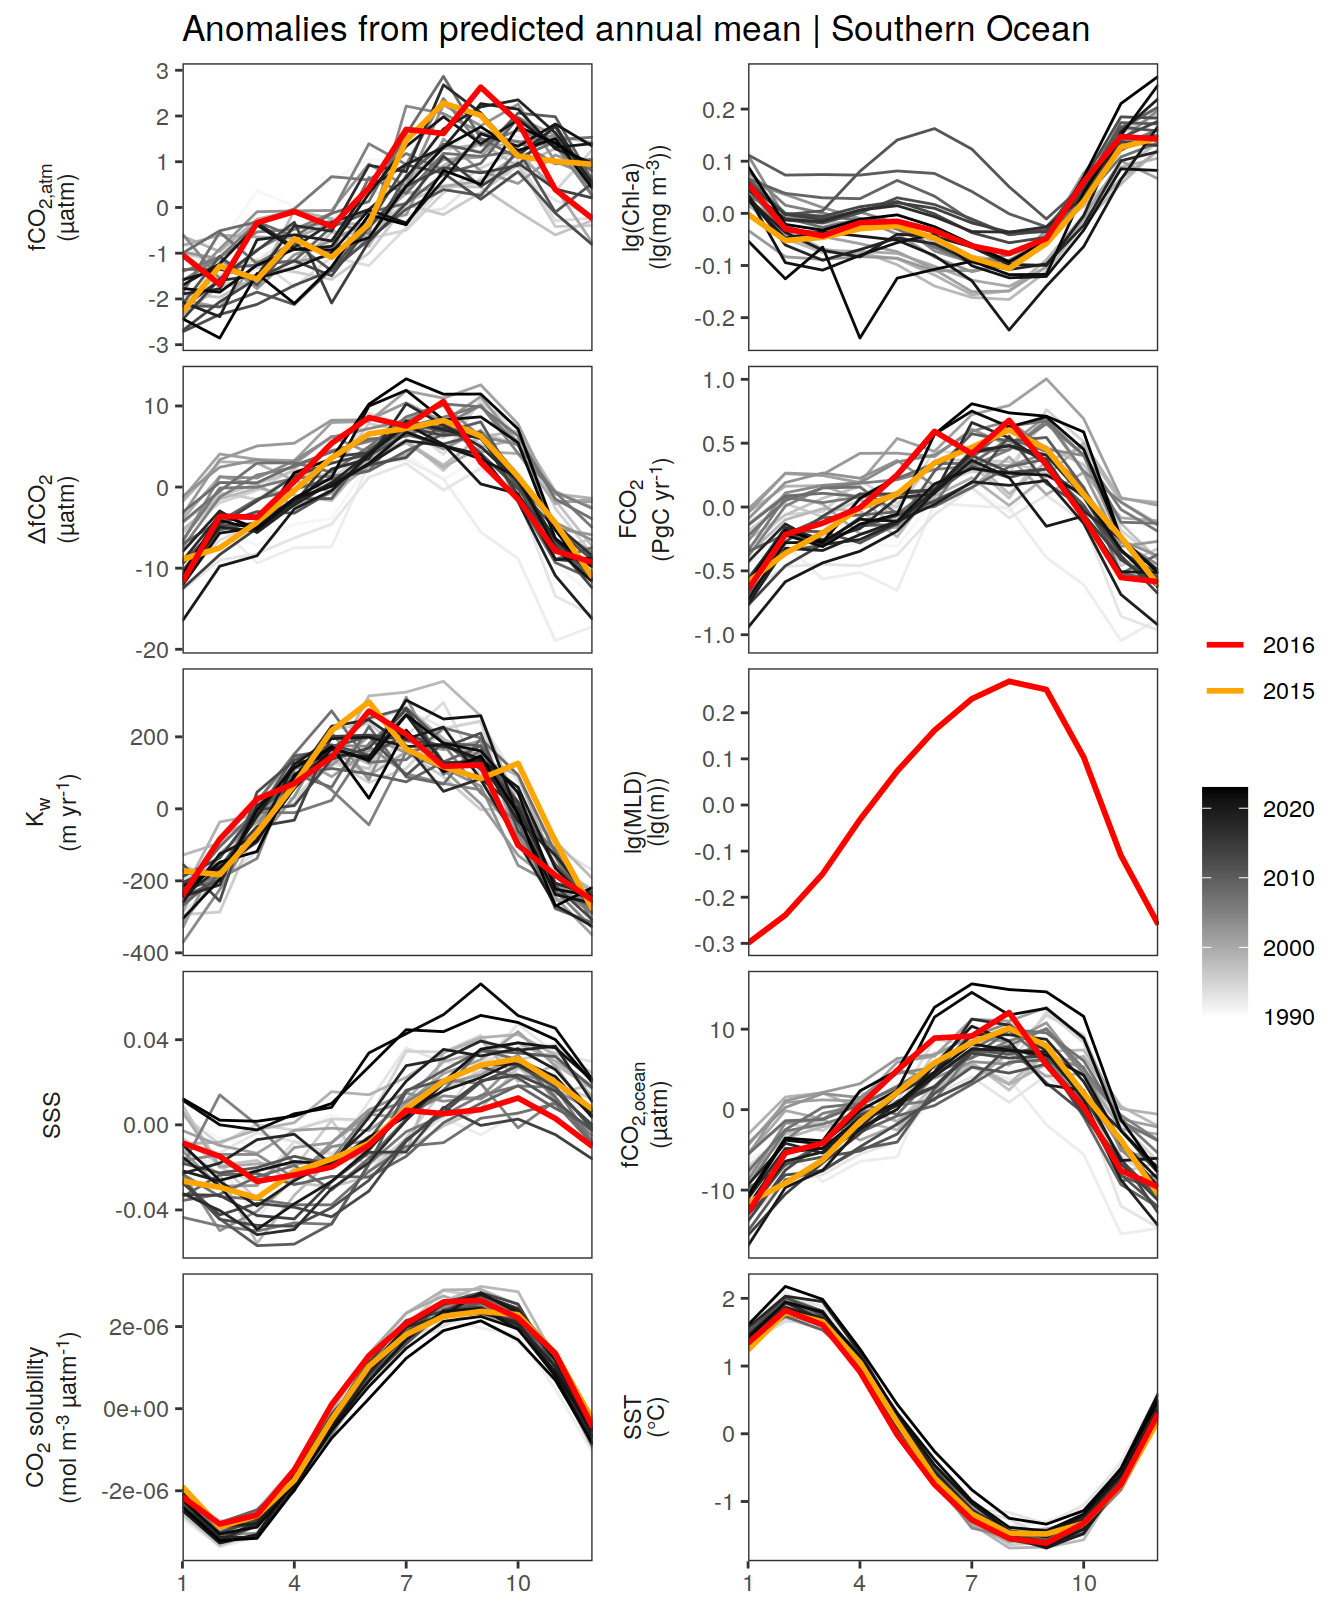 Anomalies from predicted annual mean | Southern Ocean
fCO2,atm
(µatm)
3
2
1
0
-1
-2
-3
lg(Chl-a)
(lg(mg m-3))
0.2
0.1
0.0
-0.1
-0.2
ΔfCO2
(µatm)
10
0
-10
-20
FCO2
(PgC yr-1)
1.0
0.5
0.0
-0.5
-1.0
Kw
(m yr-1)
200
0
-200
-400
lg(MLD)
(lg(m))
0.2
0.1
0.0
-0.1
-0.2
-0.3
SSS
0.04
0.00
-0.04
fCO2,ocean
(µatm)
10
0
-10
CO2 solubility
(mol m-3 µatm-1)
2e-06
0e+00
-2e-06
1 4 7 10
SST
(°C)
2
1
0
-1
1 4 7 10
2016
2015
2020
2010
2000
1990